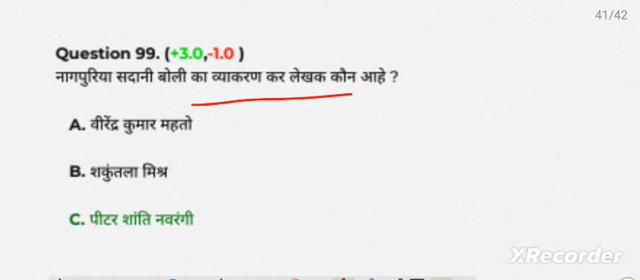 41/42
Question 99. (+3.0,-1.0 )
नागपुरिया सदानी बोली का व्याकरण कर लेखक कौन आहे ?
A. वीरेंद्र कुमार महतो
B. शकुंतला मिश्र
C. पीटर शांति नवरंगी
XRecorder